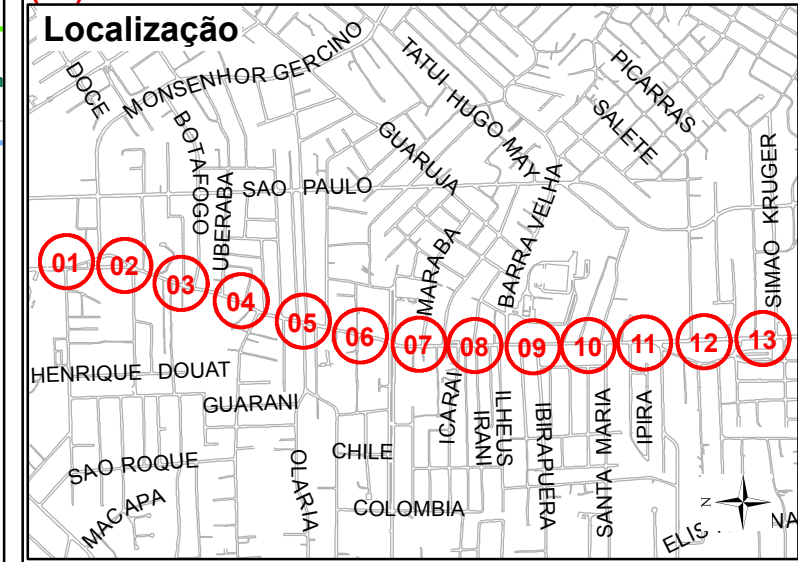 Localização
DOCE
MONSENHOR GERCINO
TATUI
HUGO MAY
PICARRAS
SALETE
BOTAFOGO
GUARUJA
SAO PAULO
UBERABA
MARABA
BARRA VELHA
SIMAO KRUGER
01
02
03
04
05
06
07
08
09
10
11
12
13
HENRIQUE DOUAT
GUARANI
ICARAI
IRANI
ILHEUS
IBIRAPUERA
SANTA MARIA
IPIRA
SAO ROQUE
MACAPA
OLARIA
CHILE
COLOMBIA
ELIS
NA
N